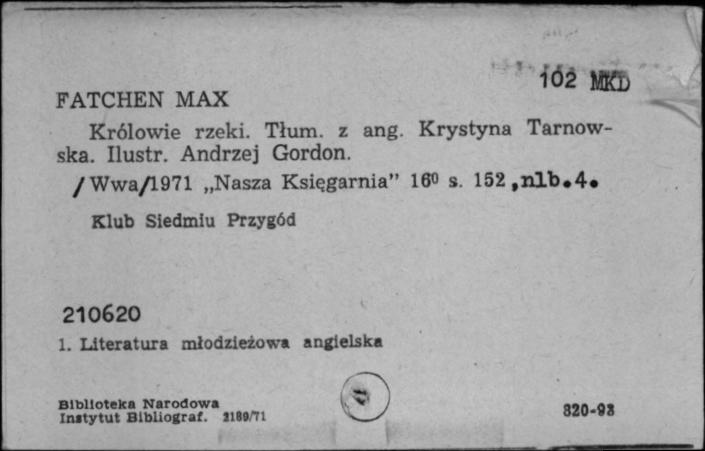 102 MKD
FATCHEN MAX
Królowie rzeki. Tłum. z ang. Krystyna Tarnow-
ska. Ilustr. Andrzej Gordon.
/Wwa/1971 „Nasza Księgarnia” 16⁰ s. 152,nlb.4.
Klub Siedmiu Przygód
210620
1. Literatura młodzieżowa angielska
Biblioteka Narodowa
Instytut Bibliograf. 2189/71
820-93